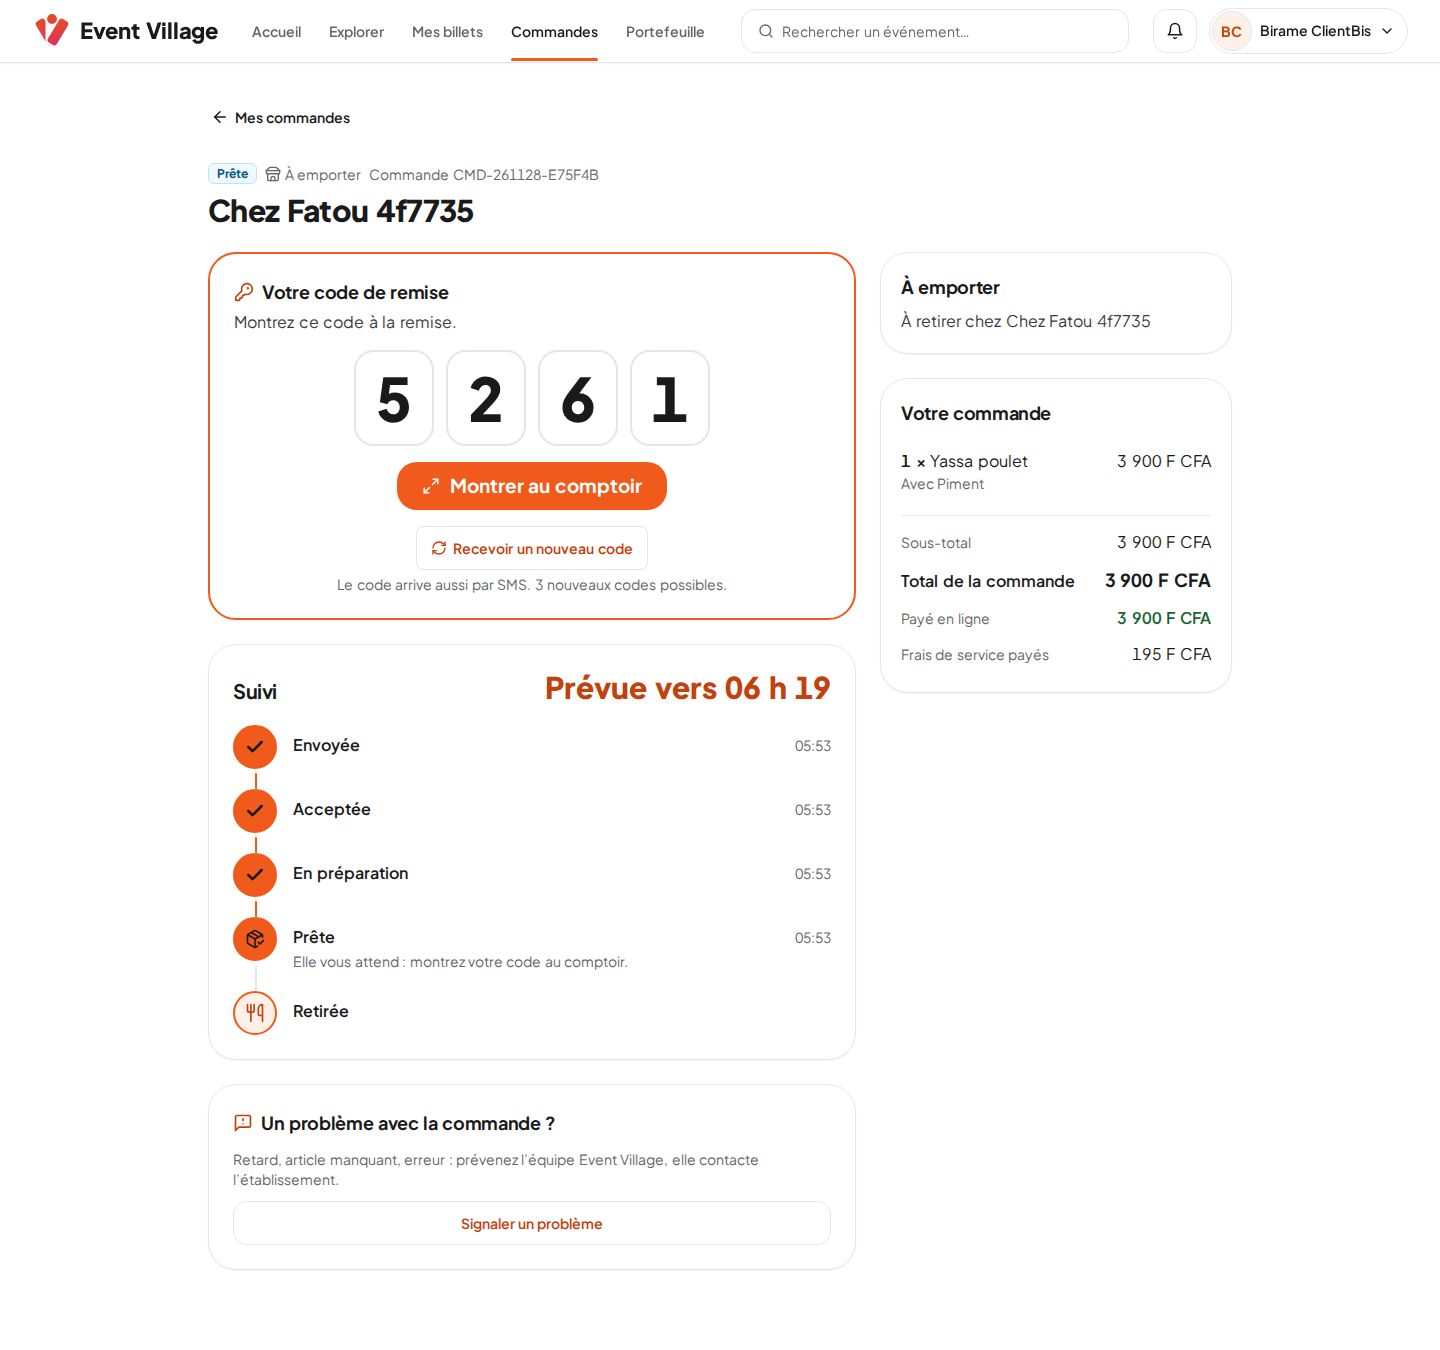 Event Village
Accueil
Explorer
Mes billets
Commandes
Portefeuille
Rechercher un événement…
BC
Birame ClientBis
Mes commandes
Prête
À emporter
Commande CMD-261128-E75F4B
Chez Fatou 4f7735
Votre code de remise
Montrez ce code à la remise.
5 2 6 1
Montrer au comptoir
Recevoir un nouveau code
Le code arrive aussi par SMS. 3 nouveaux codes possibles.
Suivi
Prévue vers 06 h 19
Envoyée 05:53
Acceptée 05:53
En préparation 05:53
Prête 05:53
Elle vous attend : montrez votre code au comptoir.
Retirée
Un problème avec la commande ?
Retard, article manquant, erreur : prévenez l’équipe Event Village, elle contacte
l’établissement.
Signaler un problème
À emporter
À retirer chez Chez Fatou 4f7735
Votre commande
1 × Yassa poulet 3 900 F CFA
Avec Piment
Sous-total 3 900 F CFA
Total de la commande 3 900 F CFA
Payé en ligne 3 900 F CFA
Frais de service payés 195 F CFA